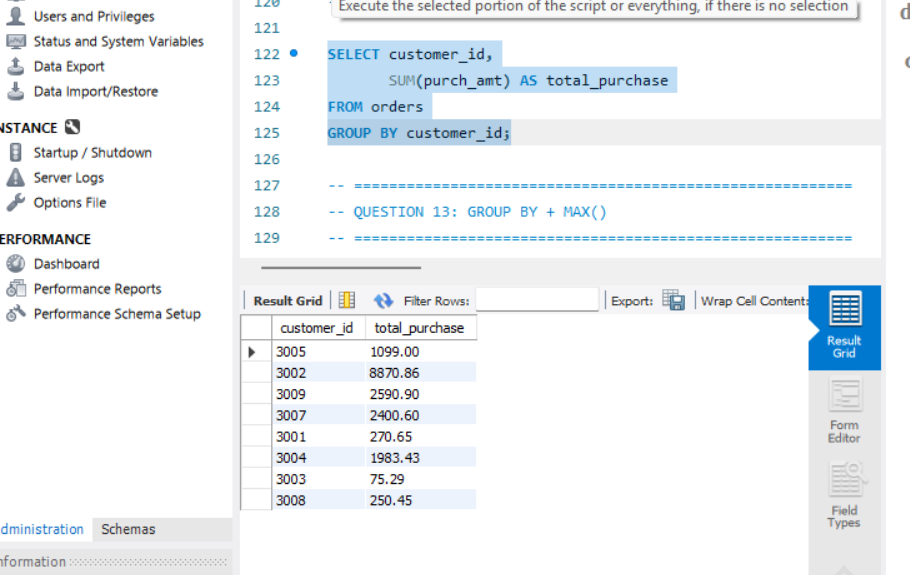 120
Execute the selected portion of the script or everything, if there is no selection
Users and Privileges
Status and System Variables
Data Export
Data Import/Restore
NSTANCE
Startup / Shutdown
Server Logs
Options File
ERFORMANCE
Dashboard
Performance Reports
Performance Schema Setup
dministration Schemas
nformation
121
122 SELECT customer_id,
123 SUM(purch_amt) AS total_purchase
124 FROM orders
125 GROUP BY customer_id;
126
127 -- =========================================================
128 -- QUESTION 13: GROUP BY + MAX()
129 -- =========================================================
Result Grid Filter Rows: Export: Wrap Cell Content:
customer_id total_purchase
3005 1099.00
3002 8870.86
3009 2590.90
3007 2400.60
3001 270.65
3004 1983.43
3003 75.29
3008 250.45
Result
Grid
Form
Editor
Field
Types
d